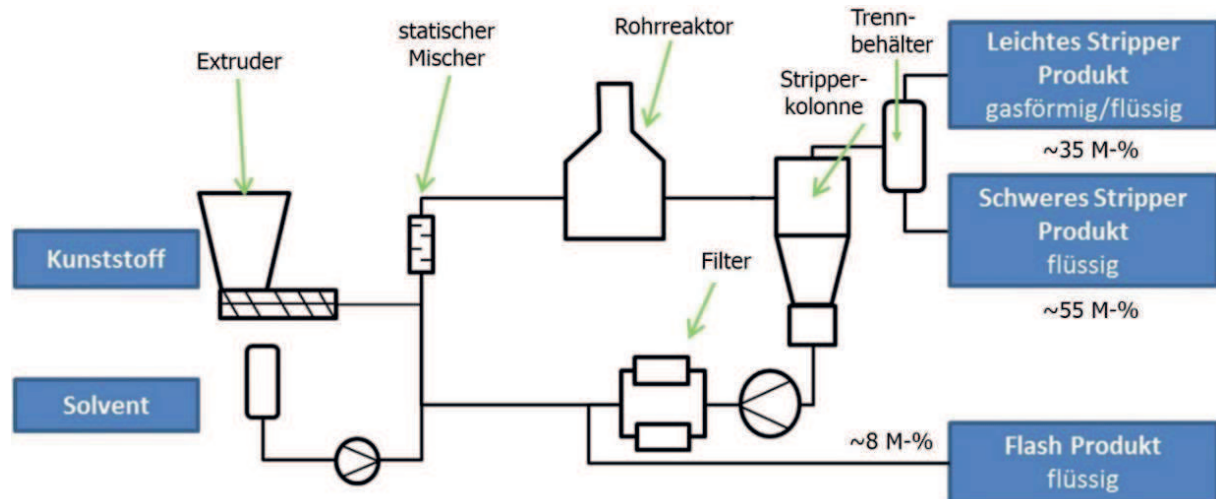 Extruder
statischer
Mischer
Rohrreaktor
Stripper-
kolonne
Trenn-
behälter
Leichtes Stripper
Produkt
gasförmig/flüssig
~35 M-%
Schweres Stripper
Produkt
flüssig
~55 M-%
Kunststoff
Filter
Solvent
~8 M-%
Flash Produkt
flüssig